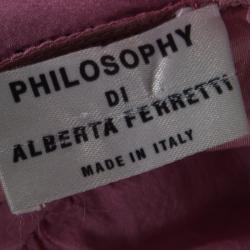 PHILOSOPHY
DI
ALBERTA FERRETTI
MADE IN ITALY